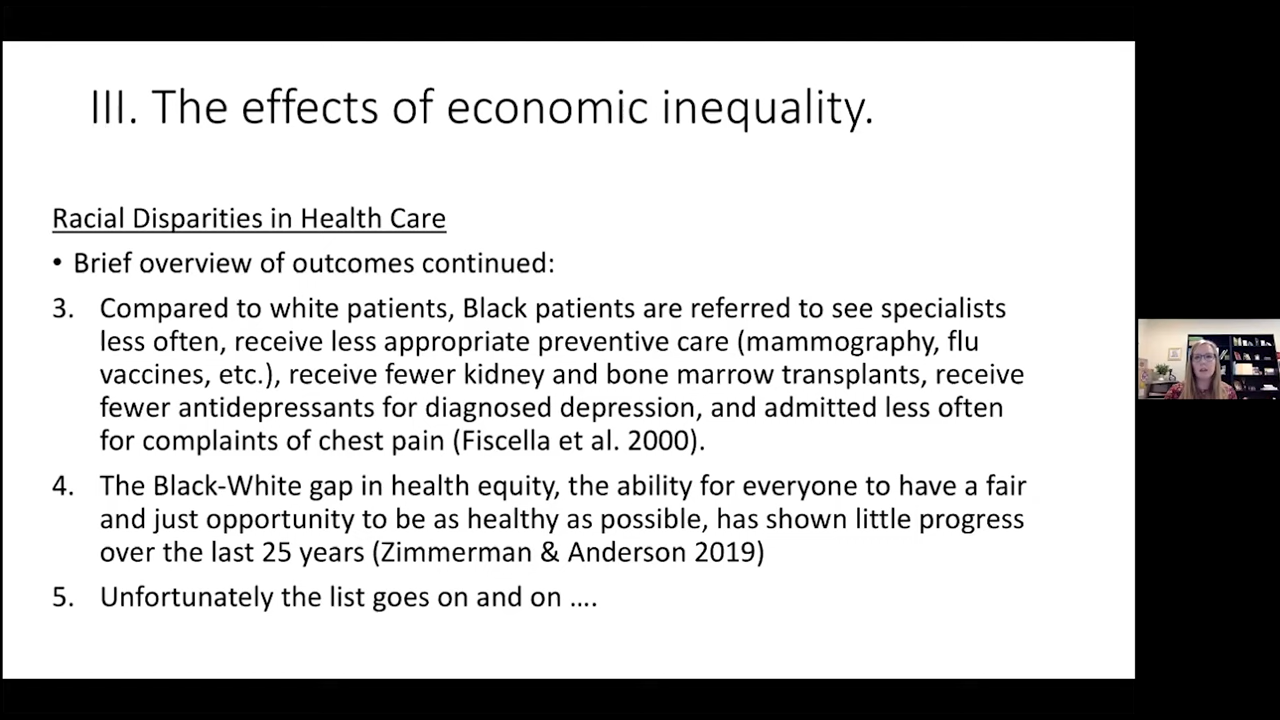 III. The effects of economic inequality.
Racial Disparities in Health Care
• Brief overview of outcomes continued:
3. Compared to white patients, Black patients are referred to see specialists
less often, receive less appropriate preventive care (mammography, flu
vaccines, etc.), receive fewer kidney and bone marrow transplants, receive
fewer antidepressants for diagnosed depression, and admitted less often
for complaints of chest pain (Fiscella et al. 2000).
4. The Black-White gap in health equity, the ability for everyone to have a fair
and just opportunity to be as healthy as possible, has shown little progress
over the last 25 years (Zimmerman & Anderson 2019)
5. Unfortunately the list goes on and on ....